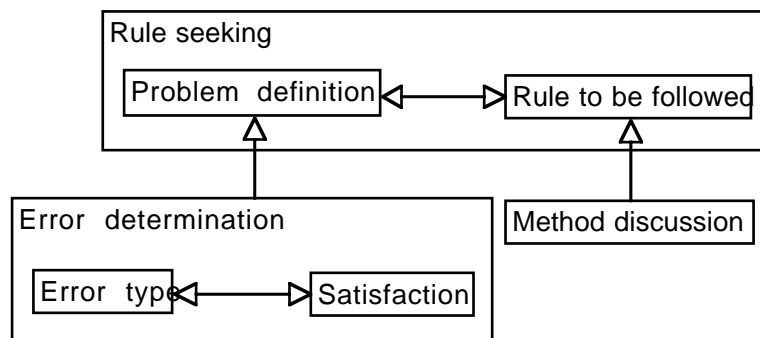 Rule seeking
Problem definition
Rule to be followed
Error determination
Method discussion
Error type
Satisfaction